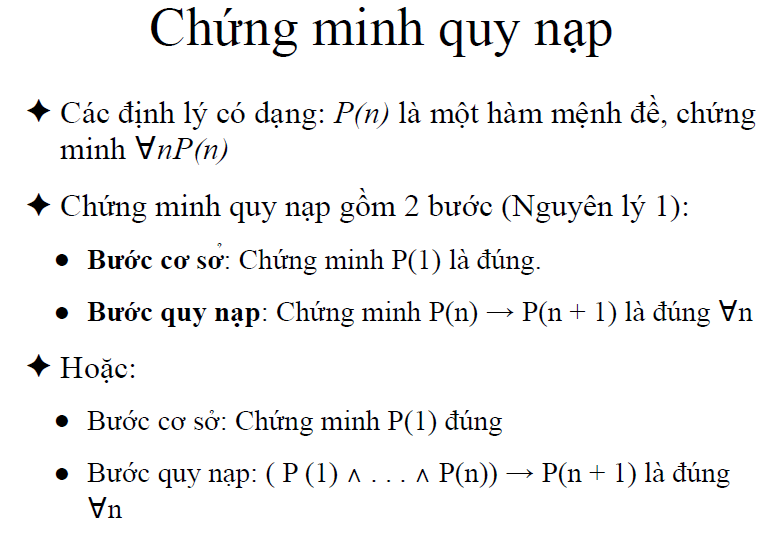 Chứng minh quy nạp
✦ Các định lý có dạng: P(n) là một hàm mệnh đề, chứng
minh ∀nP(n)
✦ Chứng minh quy nạp gồm 2 bước (Nguyên lý 1):
● Bước cơ sở: Chứng minh P(1) là đúng.
● Bước quy nạp: Chứng minh P(n) → P(n + 1) là đúng ∀n
✦ Hoặc:
● Bước cơ sở: Chứng minh P(1) đúng
● Bước quy nạp: ( P (1) ∧ . . . ∧ P(n)) → P(n + 1) là đúng
∀n